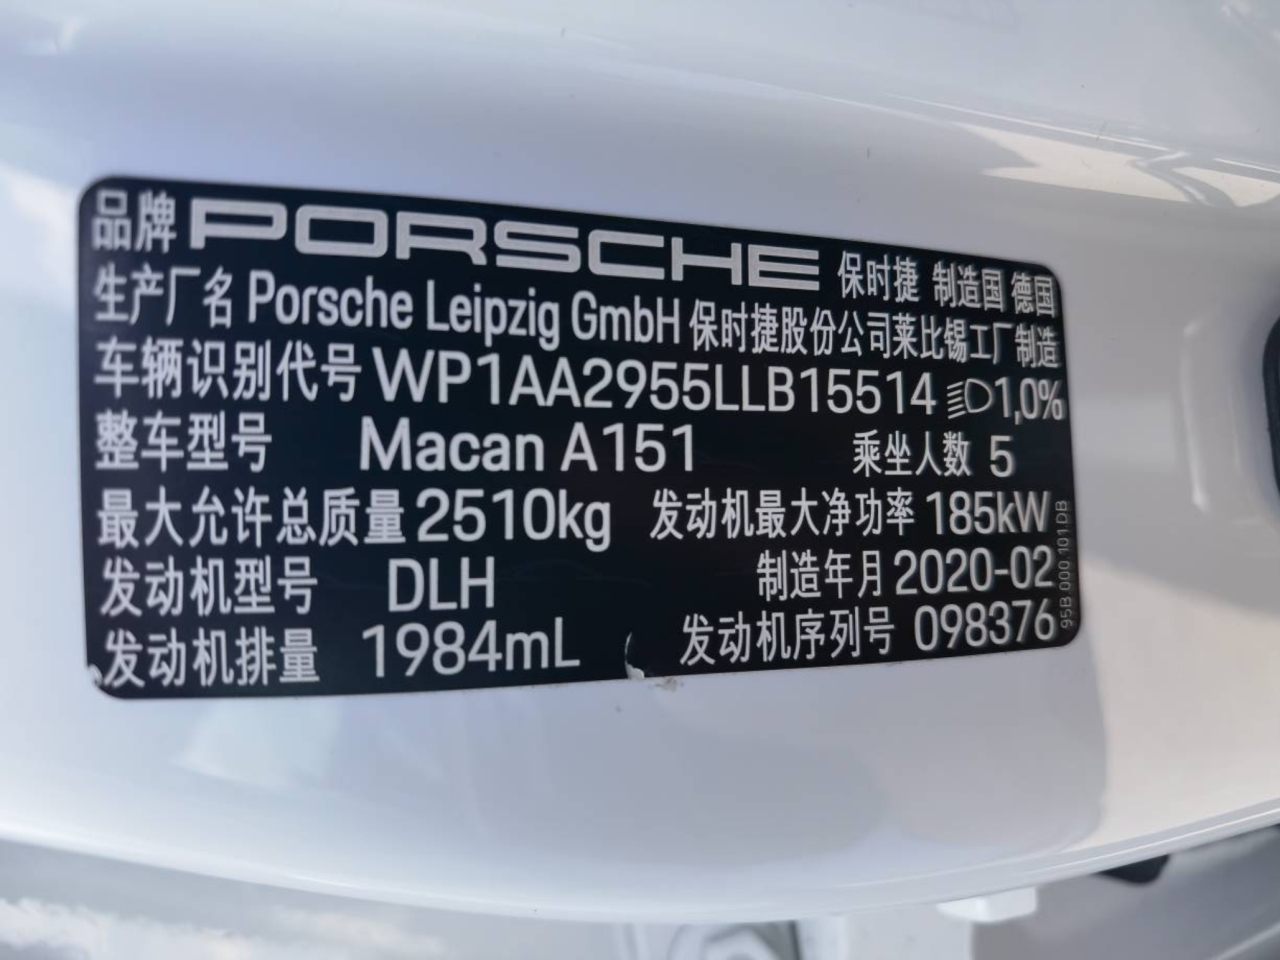 品牌 PORSCHE 保时捷 制造国 德国
生产厂名 Porsche Leipzig GmbH 保时捷股份公司莱比锡工厂制造
车辆识别代号 WP1AA2955LLB15514 1,0%
整车型号 Macan A151 乘坐人数 5
最大允许总质量 2510kg 发动机最大净功率 185kW
发动机型号 DLH 制造年月 2020-02
发动机排量 1984mL 发动机序列号 098376
95B.000.101.DB